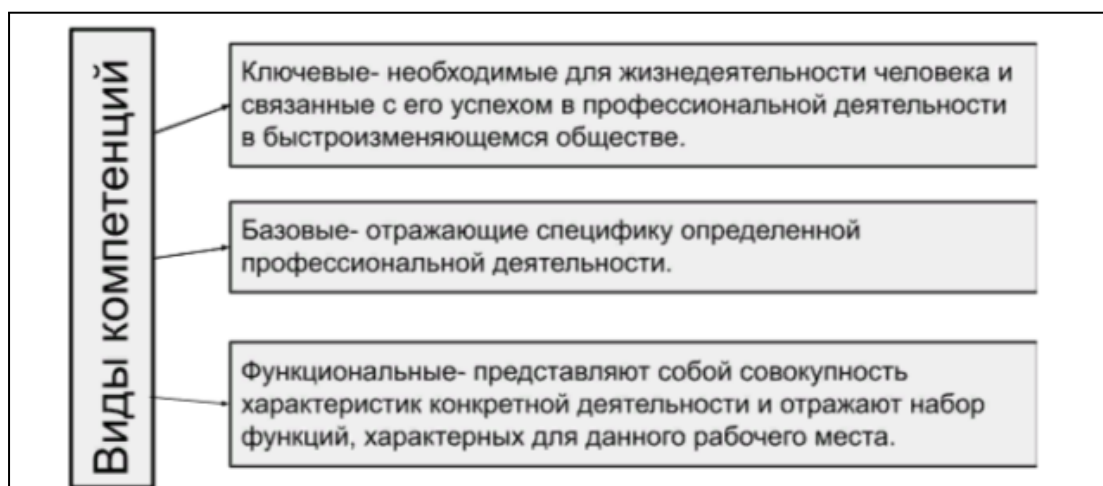 Виды компетенций
Ключевые- необходимые для жизнедеятельности человека и
связанные с его успехом в профессиональной деятельности
в быстроизменяющемся обществе.
Базовые- отражающие специфику определенной
профессиональной деятельности.
Функциональные- представляют собой совокупность
характеристик конкретной деятельности и отражают набор
функций, характерных для данного рабочего места.